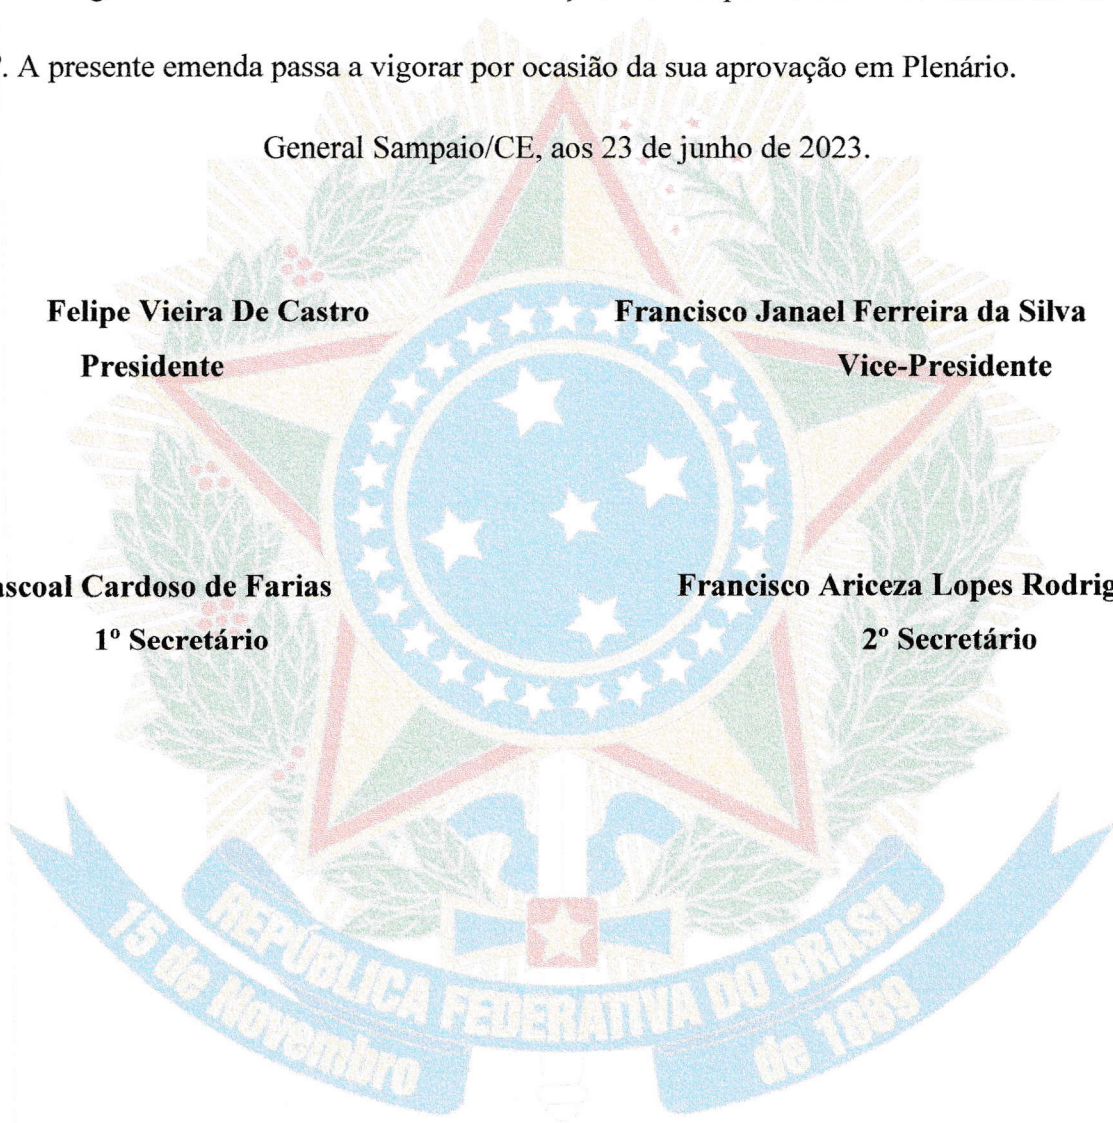 . A presente emenda passa a vigorar por ocasião da sua aprovação em Plenário.
General Sampaio/CE, aos 23 de junho de 2023.
Felipe Vieira De Castro
Francisco Janael Ferreira da Silva
Presidente
Vice-Presidente
ascoal Cardoso de Farias
Francisco Ariceza Lopes Rodrig
1º Secretário
2º Secretário
REPÚBLICA FEDERATIVA DO BRASIL
15 de Novembro
de 1889